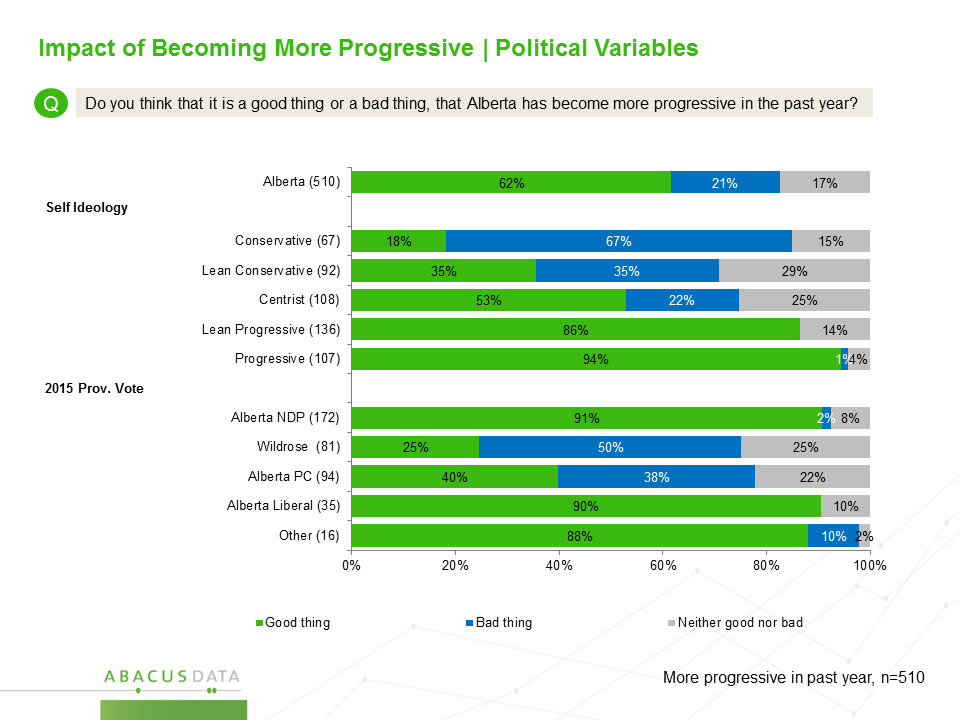 Impact of Becoming More Progressive | Political Variables
Q
Do you think that it is a good thing or a bad thing, that Alberta has become more progressive in the past year?
Alberta (510) 62% 21% 17%
Self Ideology
Conservative (67) 18% 67% 15%
Lean Conservative (92) 35% 35% 29%
Centrist (108) 53% 22% 25%
Lean Progressive (136) 86% 14%
Progressive (107) 94% 1% 4%
2015 Prov. Vote
Alberta NDP (172) 91% 2% 8%
Wildrose (81) 25% 50% 25%
Alberta PC (94) 40% 38% 22%
Alberta Liberal (35) 90% 10%
Other (16) 88% 10% 2%
0% 20% 40% 60% 80% 100%
Good thing Bad thing Neither good nor bad
ABACUS DATA
More progressive in past year, n=510